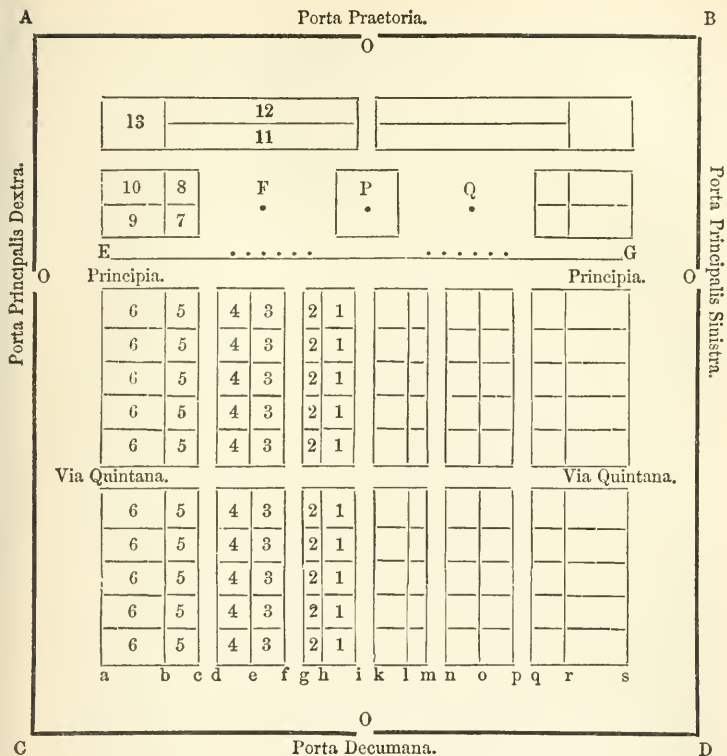 A Porta Praetoria. B
O
13 12
11
10 8 F P Q
9 7
E G
Porta Principalis Dextra.
Porta Principalis Sinistra.
O Principia. Principia. O
6 5 4 3 2 1
6 5 4 3 2 1
6 5 4 3 2 1
6 5 4 3 2 1
6 5 4 3 2 1
Via Quintana. Via Quintana.
6 5 4 3 2 1
6 5 4 3 2 1
6 5 4 3 2 1
6 5 4 3 2 1
6 5 4 3 2 1
a b c d e f g h i k l m n o p q r s
O
C Porta Decumana. D